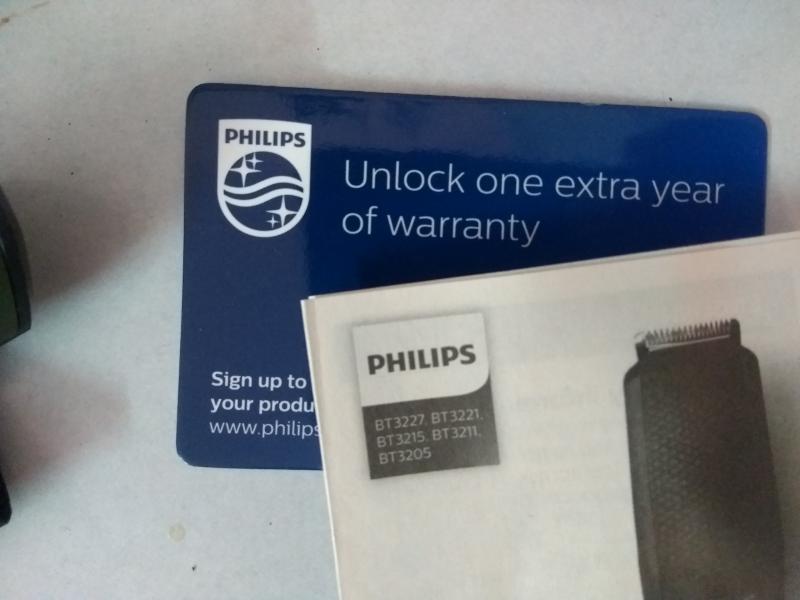 PHILIPS
Unlock one extra year
of warranty
Sign up to
your produ
www.philips
PHILIPS
BT3227, BT3221,
BT3215, BT3211,
BT3205